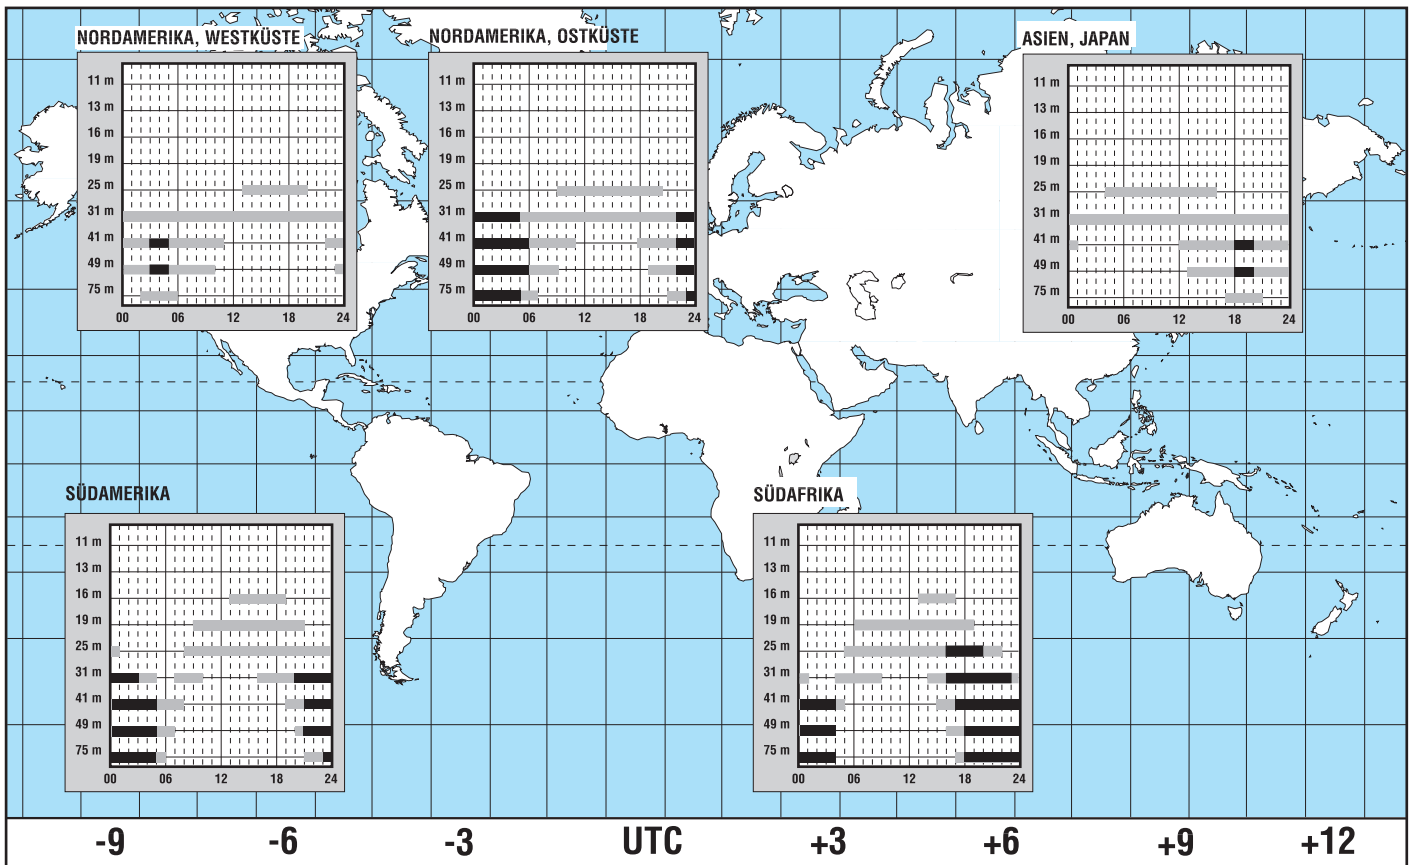 NORDAMERIKA, WESTKÜSTE
11 m
13 m
16 m
19 m
25 m
31 m
41 m
49 m
75 m
00 06 12 18 24
NORDAMERIKA, OSTKÜSTE
11 m
13 m
16 m
19 m
25 m
31 m
41 m
49 m
75 m
00 06 12 18 24
ASIEN, JAPAN
11 m
13 m
16 m
19 m
25 m
31 m
41 m
49 m
75 m
00 06 12 18 24
SÜDAMERIKA
11 m
13 m
16 m
19 m
25 m
31 m
41 m
49 m
75 m
00 06 12 18 24
SÜDAFRIKA
11 m
13 m
16 m
19 m
25 m
31 m
41 m
49 m
75 m
00 06 12 18 24
-9 -6 -3 UTC +3 +6 +9 +12